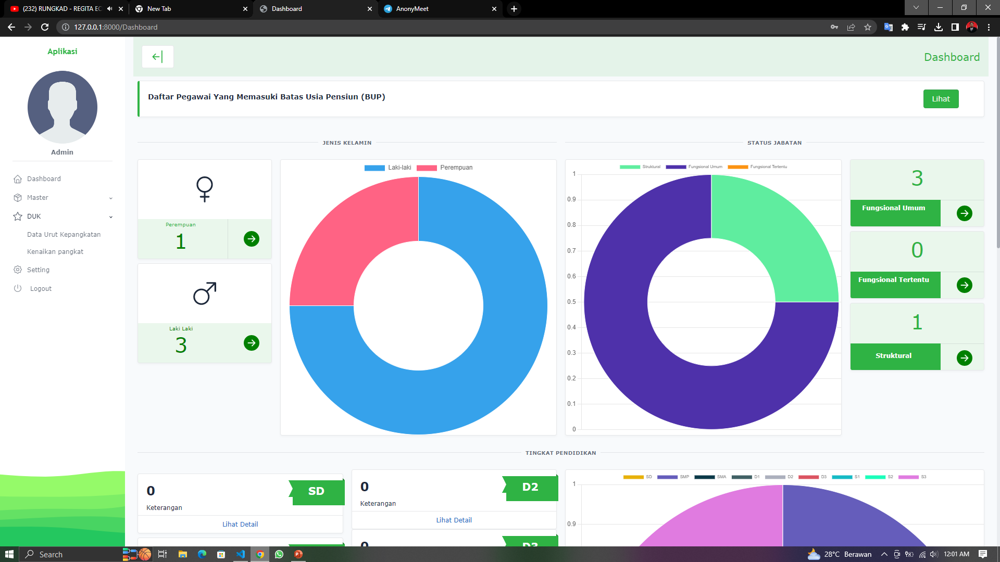 (232) RUNGKAD - REGITA EC
New Tab
Dashboard
AnonyMeet
127.0.0.1:8000/Dashboard
Aplikasi
Admin
Dashboard
Master
DUK
Data Urut Kepangkatan
Kenaikan pangkat
Setting
Logout
Dashboard
Daftar Pegawai Yang Memasuki Batas Usia Pensiun (BUP)
Lihat
JENIS KELAMIN
Perempuan
1
Laki Laki
3
Laki-laki Perempuan
STATUS JABATAN
Struktural Fungsional Umum Fungsional Tertentu
1
0.9
0.8
0.7
0.6
0.5
0.4
0.3
0.2
0.1
0
3
Fungsional Umum
0
Fungsional Tertentu
1
Struktural
TINGKAT PENDIDIKAN
0
SD
Keterangan
Lihat Detail
0
D2
Keterangan
Lihat Detail
0
D3
SD SMP SMA D1 D2 D3 S1 S2 S3
1
0.9
Search
28°C Berawan
12:01 AM